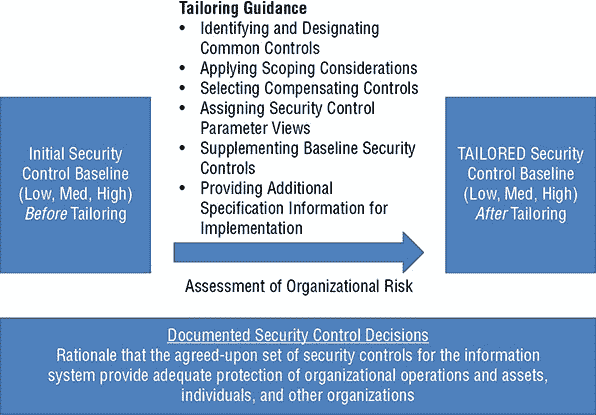 Tailoring Guidance
• Identifying and Designating
Common Controls
• Applying Scoping Considerations
• Selecting Compensating Controls
• Assigning Security Control
Parameter Views
• Supplementing Baseline Security
Controls
• Providing Additional
Specification Information for
Implementation
Initial Security
Control Baseline
(Low, Med, High)
Before Tailoring
TAILORED Security
Control Baseline
(Low, Med, High)
After Tailoring
Assessment of Organizational Risk
Documented Security Control Decisions
Rationale that the agreed-upon set of security controls for the information
system provide adequate protection of organizational operations and assets,
individuals, and other organizations